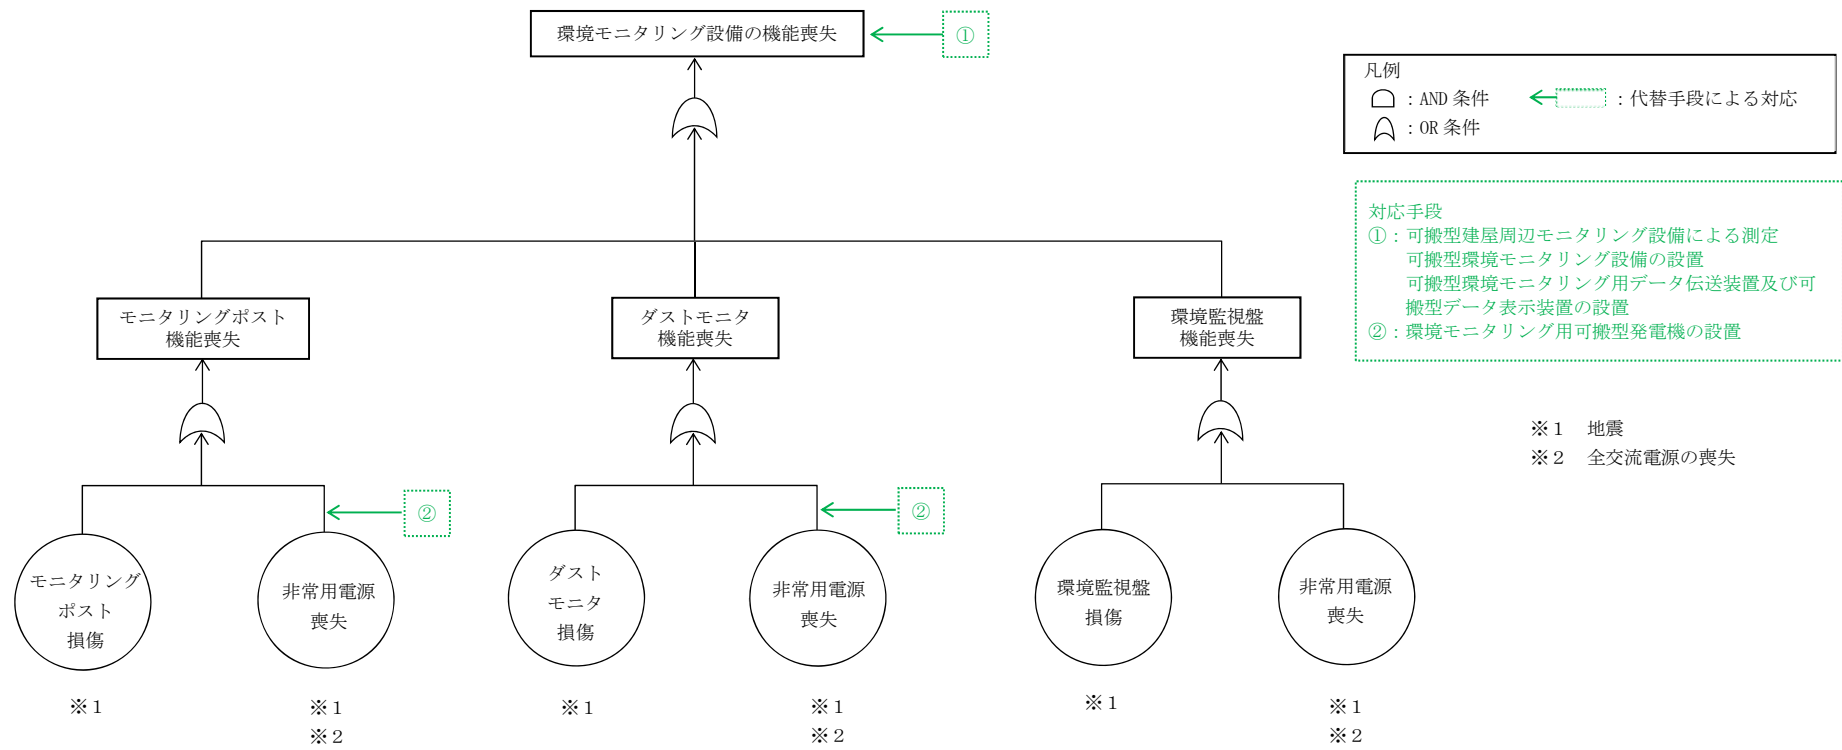 環境モニタリング設備の機能喪失
①
凡例
：AND 条件
：代替手段による対応
：OR 条件
対応手段
①：可搬型建屋周辺モニタリング設備による測定
可搬型環境モニタリング設備の設置
可搬型環境モニタリング用データ伝送装置及び可
搬型データ表示装置の設置
②：環境モニタリング用可搬型発電機の設置
モニタリングポスト
機能喪失
ダストモニタ
機能喪失
環境監視盤
機能喪失
※１ 地震
※２ 全交流電源の喪失
②
②
モニタリング
ポスト
損傷
非常用電源
喪失
ダスト
モニタ
損傷
非常用電源
喪失
環境監視盤
損傷
非常用電源
喪失
※１
※１
※２
※１
※１
※２
※１
※１
※２